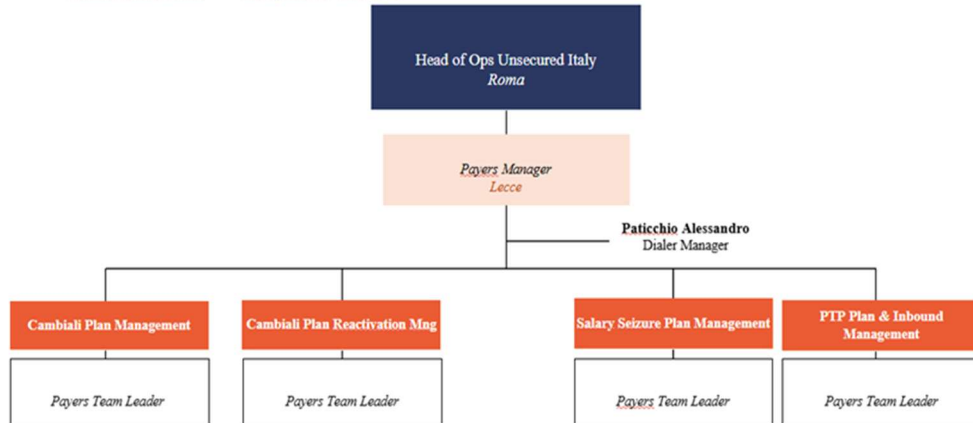 Head of Ops Unsecured Italy
Roma
Payers Manager
Lecce
Paticchio Alessandro
Dialer Manager
Cambiali Plan Management
Cambiali Plan Reactivation Mng
Salary Seizure Plan Management
PTP Plan & Inbound
Management
Payers Team Leader
Payers Team Leader
Payers Team Leader
Payers Team Leader